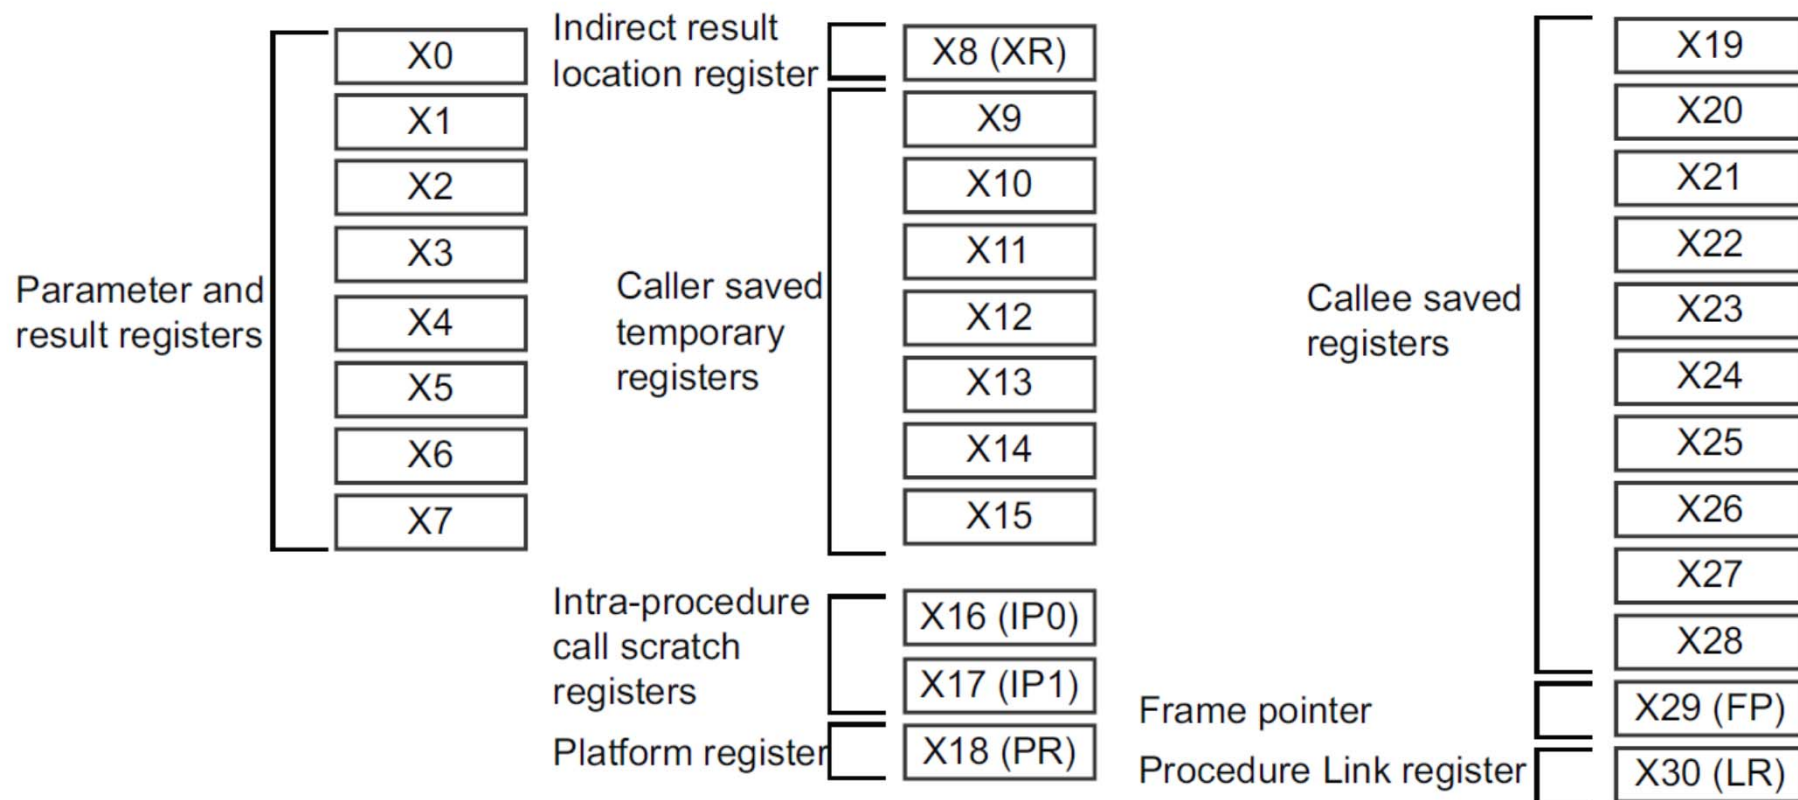 X0
X1
X2
X3
X4
X5
X6
X7
Parameter and
result registers
Indirect result
location register
X8 (XR)
X9
X10
X11
X12
X13
X14
X15
Caller saved
temporary
registers
Intra-procedure
call scratch
registers
X16 (IP0)
X17 (IP1)
Platform register
X18 (PR)
X19
X20
X21
X22
X23
X24
X25
X26
X27
X28
Callee saved
registers
Frame pointer
X29 (FP)
Procedure Link register
X30 (LR)